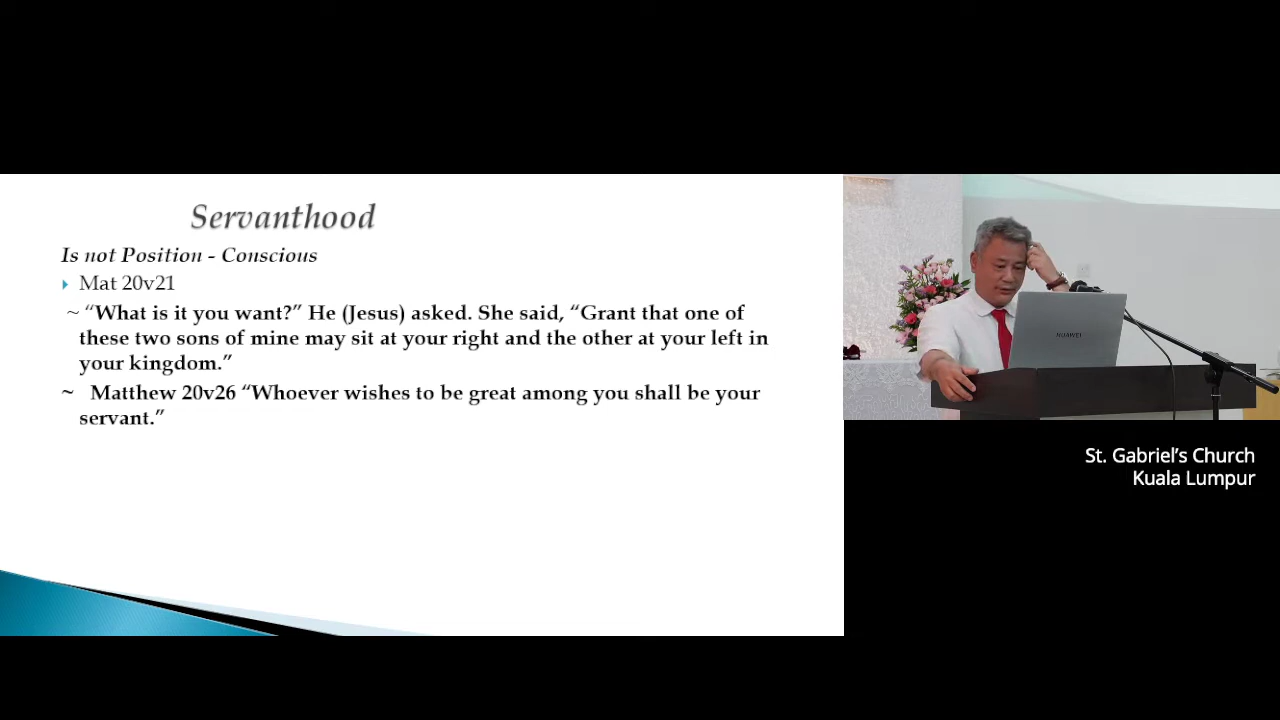 Servanthood
Is not Position - Conscious
Mat 20v21
~ “What is it you want?” He (Jesus) asked. She said, “Grant that one of
these two sons of mine may sit at your right and the other at your left in
your kingdom.”
~ Matthew 20v26 “Whoever wishes to be great among you shall be your
servant.”
HUAWEI
St. Gabriel’s Church
Kuala Lumpur